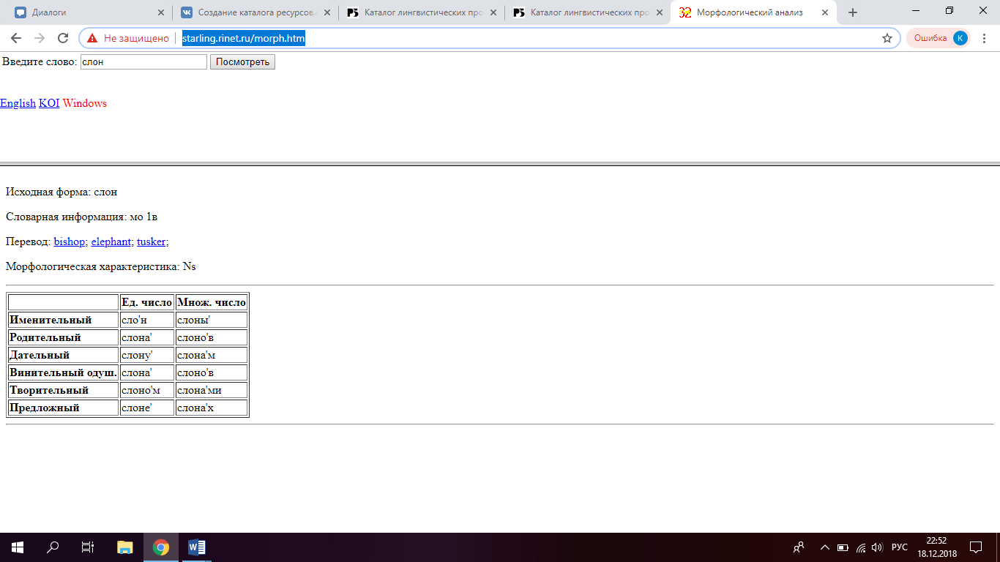 Диалоги Создание каталога ресурсов. Каталог лингвистических про Каталог лингвистических про Морфологический анализ
Не защищено starling.rinet.ru/morph.htm Ошибка К
Введите слово: слон Посмотреть
English KOI Windows
Исходная форма: слон
Словарная информация: мо 1в
Перевод: bishop; elephant; tusker;
Морфологическая характеристика: Ns
Ед. число Множ. число
Именительный сло'н слоны'
Родительный слона' слоно'в
Дательный слону' слона'м
Винительный одуш. слона' слоно'в
Творительный слоно'м слона'ми
Предложный слоне' слона'х
РУС 22:52
18.12.2018